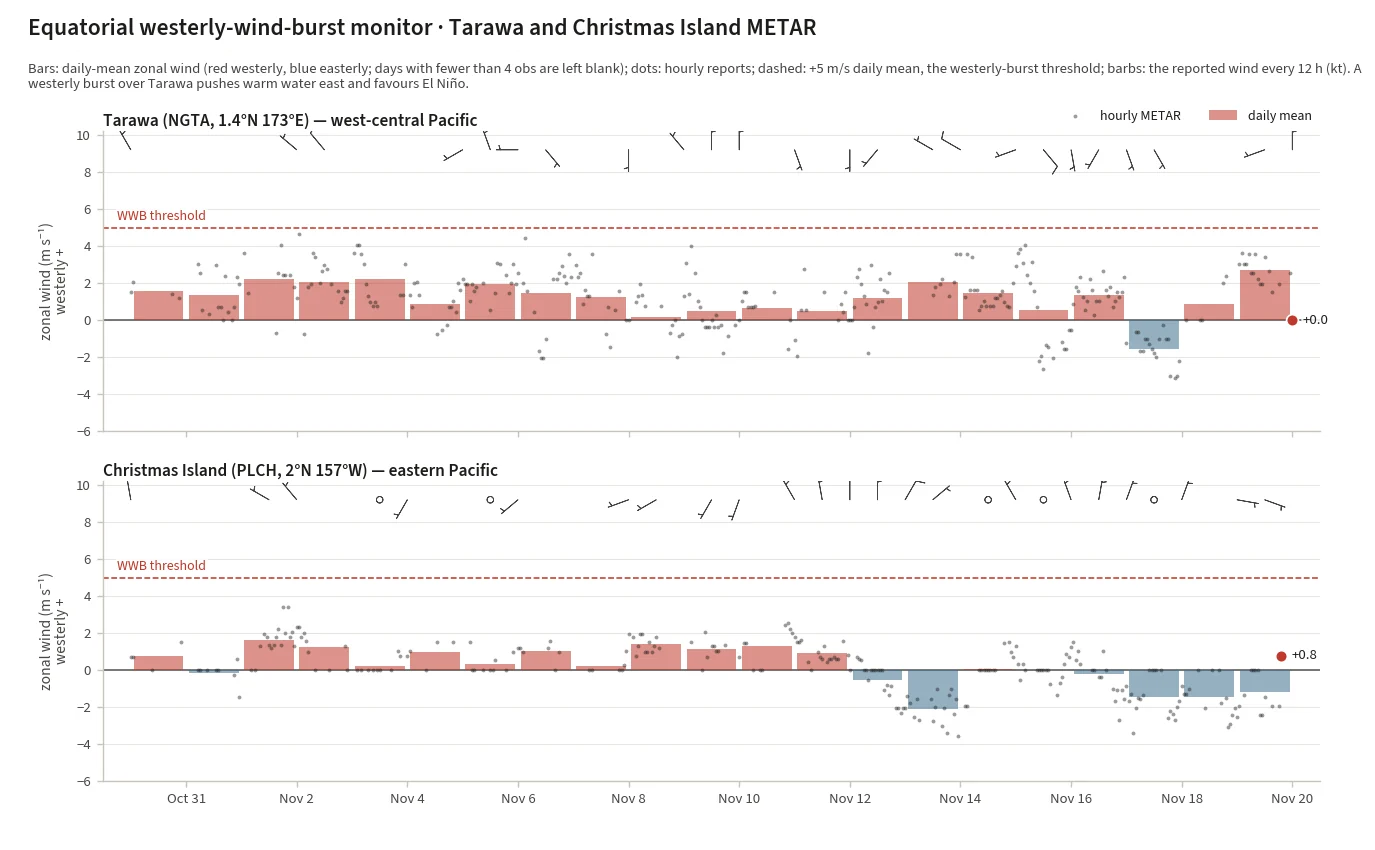 Equatorial westerly-wind-burst monitor · Tarawa and Christmas Island METAR
Bars: daily-mean zonal wind (red westerly, blue easterly; days with fewer than 4 obs are left blank); dots: hourly reports; dashed: +5 m/s daily mean, the westerly-burst threshold; barbs: the reported wind every 12 h (kt). A
westerly burst over Tarawa pushes warm water east and favours El Niño.
Tarawa (NGTA, 1.4°N 173°E) — west-central Pacific
hourly METAR
daily mean
10
8
6
4
2
0
−2
−4
−6
zonal wind (m s⁻¹)
westerly +
WWB threshold
+0.0
Christmas Island (PLCH, 2°N 157°W) — eastern Pacific
10
8
6
4
2
0
−2
−4
−6
zonal wind (m s⁻¹)
westerly +
WWB threshold
+0.8
Oct 31
Nov 2
Nov 4
Nov 6
Nov 8
Nov 10
Nov 12
Nov 14
Nov 16
Nov 18
Nov 20